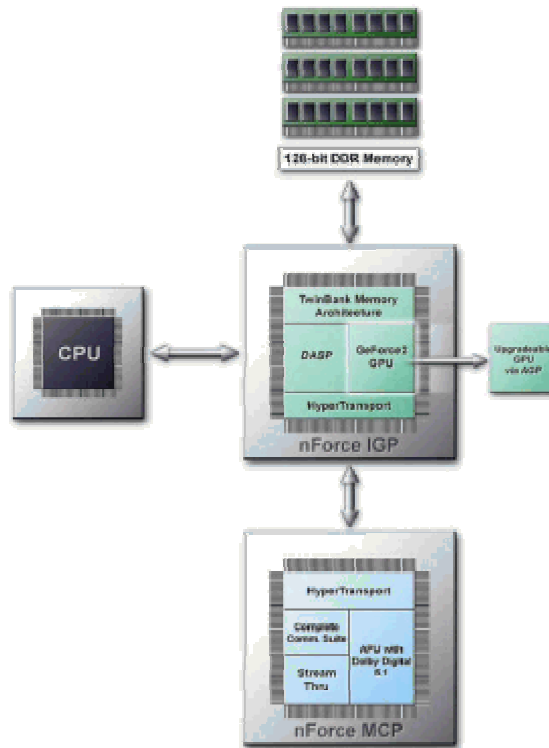 128-bit DDR Memory
TwinBank Memory
Architecture
CPU
DASP
GeForce2
GPU
Upgradeable
GPU
via AGP
HyperTransport
nForce IGP
HyperTransport
Complete
Comm. Suite
APU with
Dolby Digital
5.1
Stream
Thru
nForce MCP